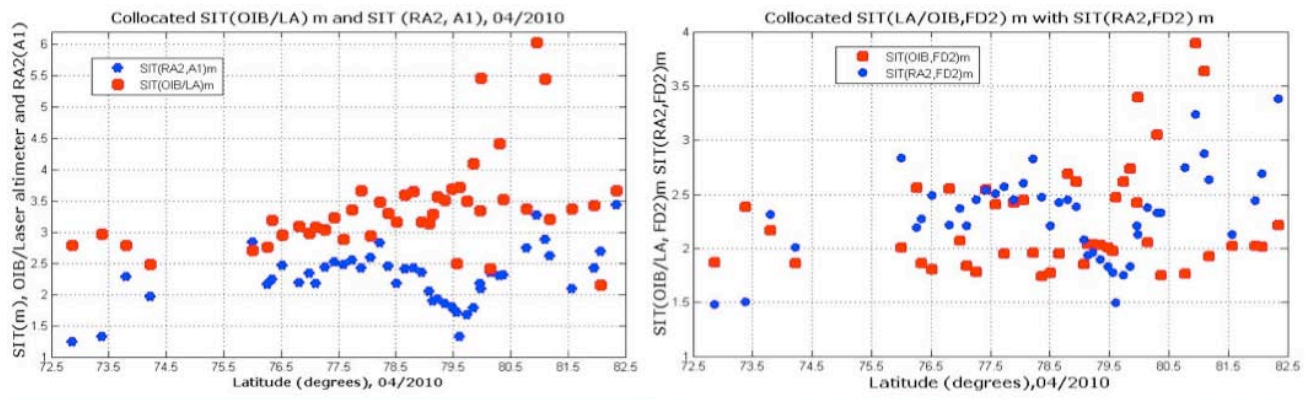 Collocated SIT(OIB/LA) m and SIT (RA2, A1), 04/2010
SIT(m), OIB/Laser altimeter and RA2(A1)
6
5.5
5
4.5
4
3.5
3
2.5
2
1.5
1
SIT(RA2,A1)m
SIT(OIB/LA)m
72.5 73.5 74.5 75.5 76.5 77.5 78.5 79.5 80.5 81.5 82.5
Latitude (degrees), 04/2010
Collocated SIT(LA/OIB,FD2) m with SIT(RA2,FD2) m
SIT(OIB/LA, FD2)m SIT(RA2,FD2)m
4
3.5
3
2.5
2
1.5
1
SIT(OIB,FD2)m
SIT(RA2,FD2)m
72.5 73.5 74.5 75.5 76.5 77.5 78.5 79.5 80.5 81.5 82.5
Latitude (degrees),04/2010